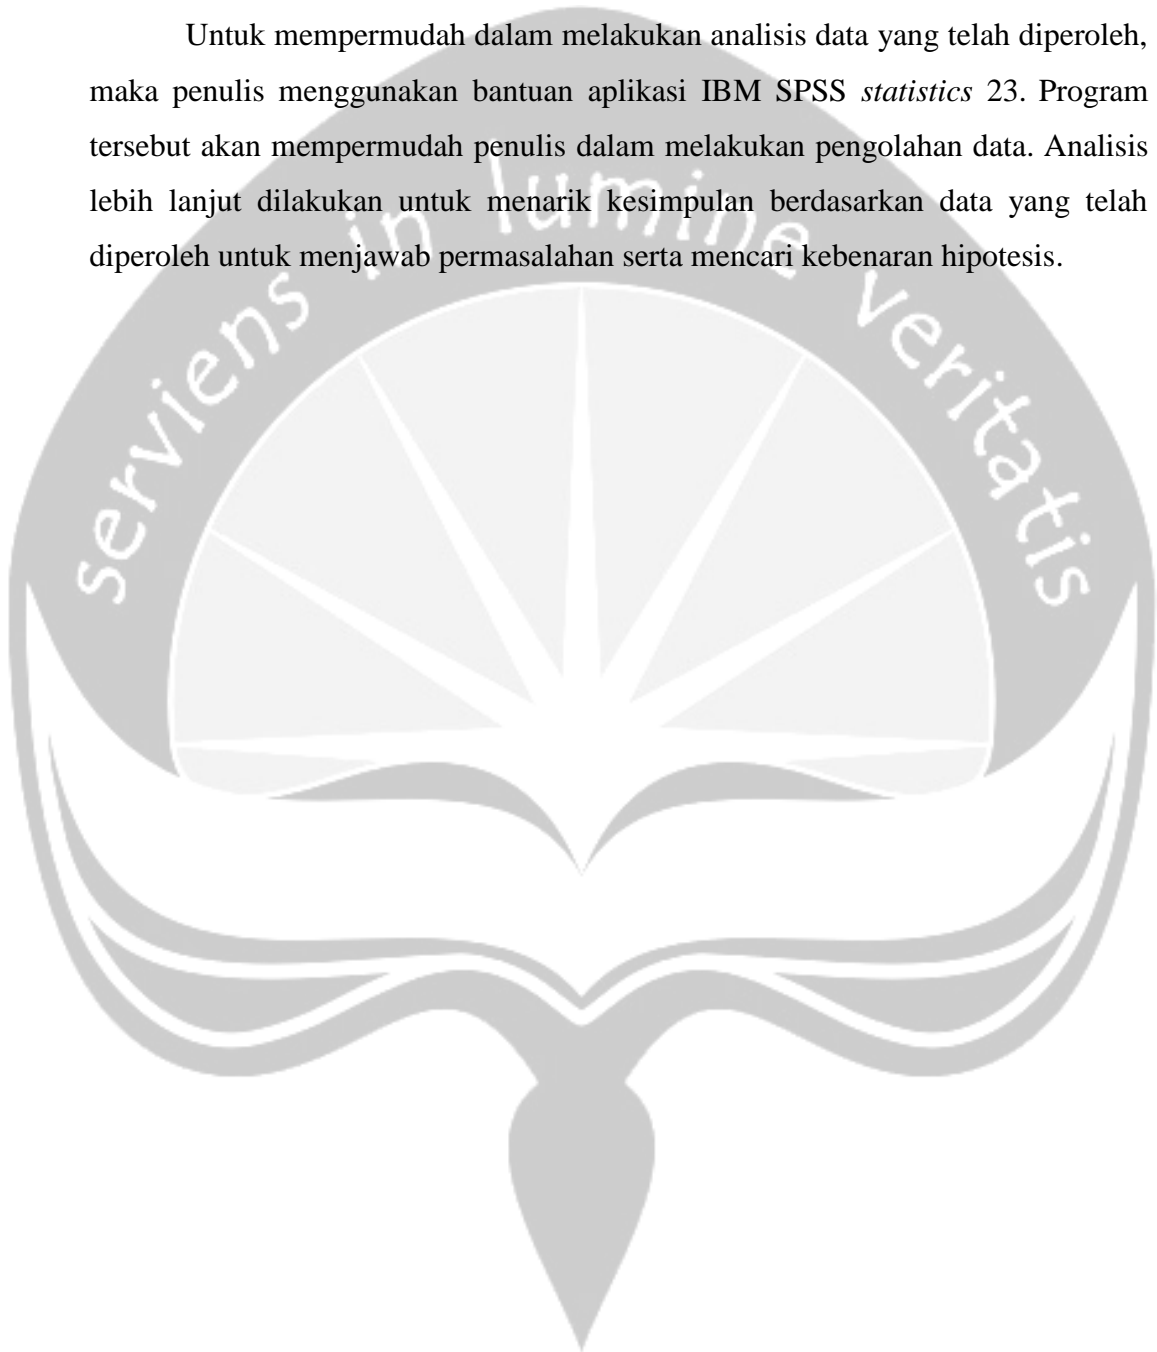 Untuk mempermudah dalam melakukan analisis data yang telah diperoleh,
maka penulis menggunakan bantuan aplikasi IBM SPSS statistics 23. Program
tersebut akan mempermudah penulis dalam melakukan pengolahan data. Analisis
lebih lanjut dilakukan untuk menarik kesimpulan berdasarkan data yang telah
diperoleh untuk menjawab permasalahan serta mencari kebenaran hipotesis.
serviens in lumine veritatis